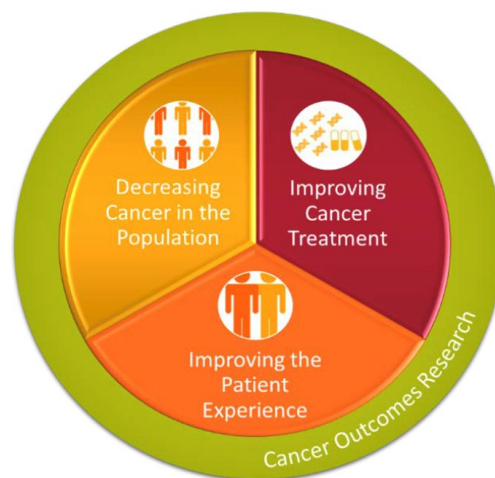 Decreasing
Cancer in the
Population
Improving
Cancer
Treatment
Improving the
Patient
Experience
Cancer Outcomes Research